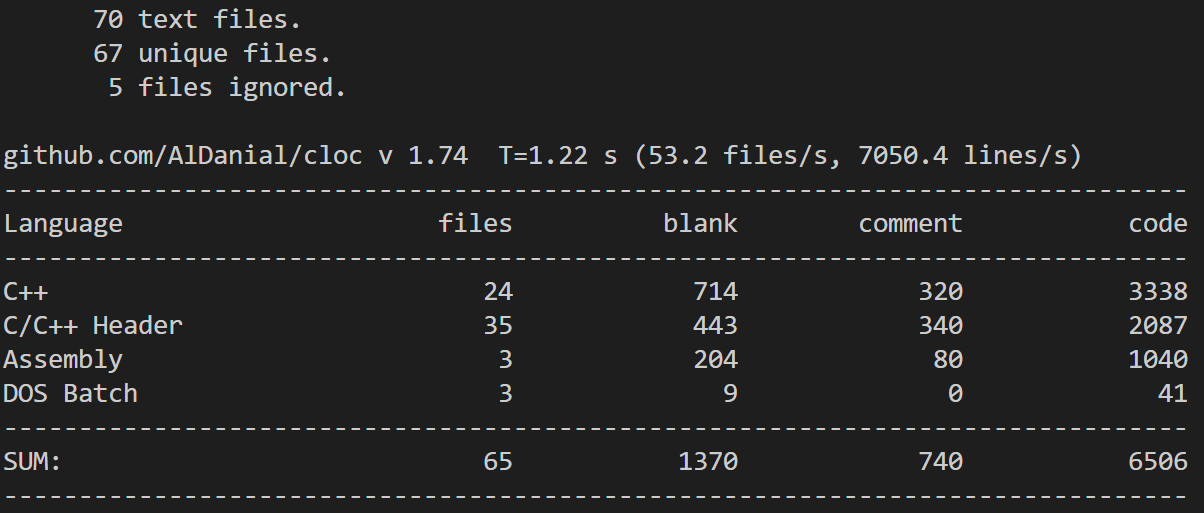 70 text files.
      67 unique files.
       5 files ignored.

github.com/AlDanial/cloc v 1.74  T=1.22 s (53.2 files/s, 7050.4 lines/s)
-------------------------------------------------------------------------------
Language                     files          blank        comment           code
-------------------------------------------------------------------------------
C++                             24            714            320           3338
C/C++ Header                    35            443            340           2087
Assembly                         3            204             80           1040
DOS Batch                        3              9              0             41
-------------------------------------------------------------------------------
SUM:                            65           1370            740           6506
-------------------------------------------------------------------------------